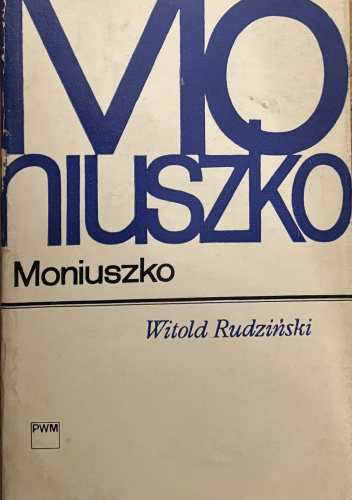 MO
niuszko
Moniuszko
Witold Rudziński
PWM